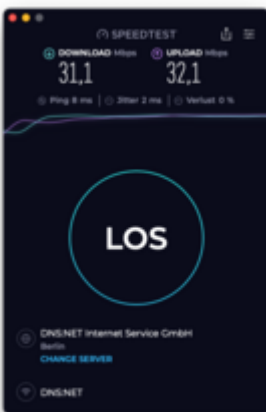 SPEEDTEST
DOWNLOAD Mbps UPLOAD Mbps
31,1 32,1
Ping 8 ms Jitter 2 ms Verlust 0 %
LOS
DNS:NET Internet Service GmbH
Berlin
CHANGE SERVER
DNS:NET